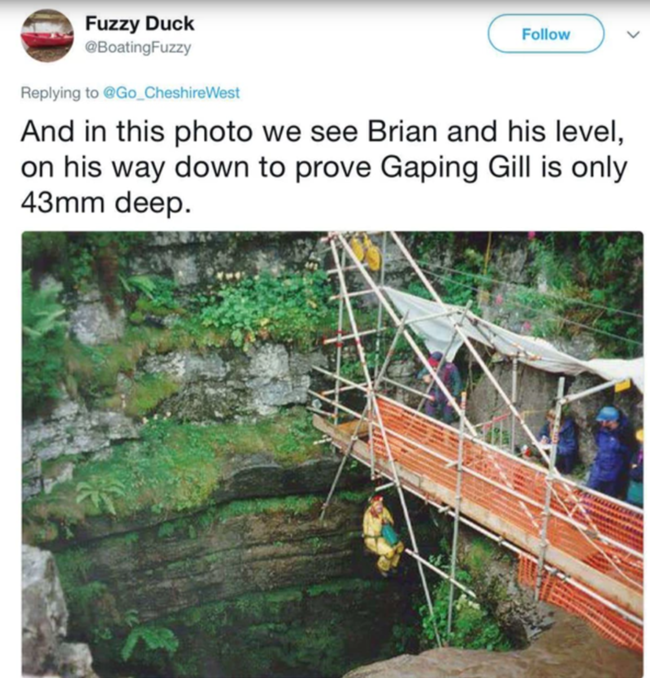 Fuzzy Duck
@BoatingFuzzy
Follow
Replying to @Go_CheshireWest
And in this photo we see Brian and his level,
on his way down to prove Gaping Gill is only
43mm deep.